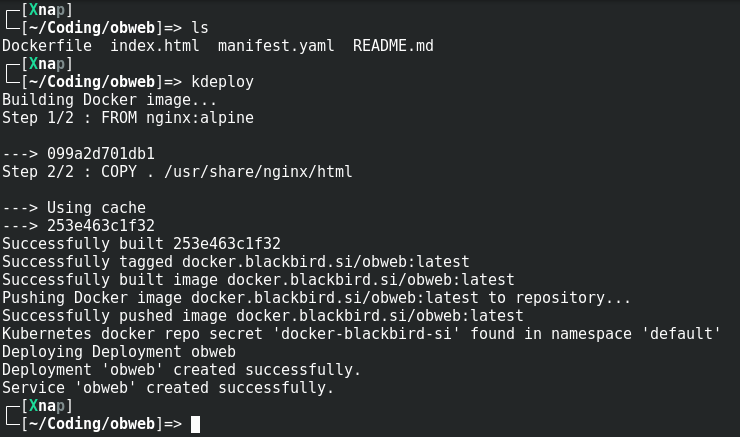 ┌─[Xnap]
└─[~/Coding/obweb]=> ls
Dockerfile  index.html  manifest.yaml  README.md
┌─[Xnap]
└─[~/Coding/obweb]=> kdeploy
Building Docker image...
Step 1/2 : FROM nginx:alpine

---> 099a2d701db1
Step 2/2 : COPY . /usr/share/nginx/html

---> Using cache
---> 253e463c1f32
Successfully built 253e463c1f32
Successfully tagged docker.blackbird.si/obweb:latest
Successfully built image docker.blackbird.si/obweb:latest
Pushing Docker image docker.blackbird.si/obweb:latest to repository...
Successfully pushed image docker.blackbird.si/obweb:latest
Kubernetes docker repo secret 'docker-blackbird-si' found in namespace 'default'
Deploying Deployment obweb
Deployment 'obweb' created successfully.
Service 'obweb' created successfully.
┌─[Xnap]
└─[~/Coding/obweb]=>